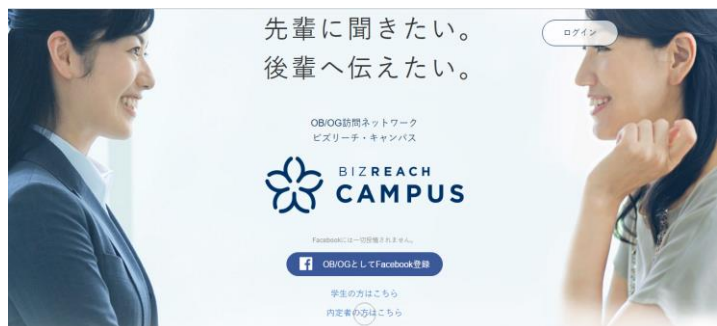 先輩に聞きたい。
ログイン
後輩へ伝えたい。
OB/OG訪問ネットワーク
ビズリーチ・キャンパス
BIZREACH
CAMPUS
Facebookには一切投稿されません。
f OB/OGとしてFacebook登録
学生の方はこちら
内定者の方はこちら